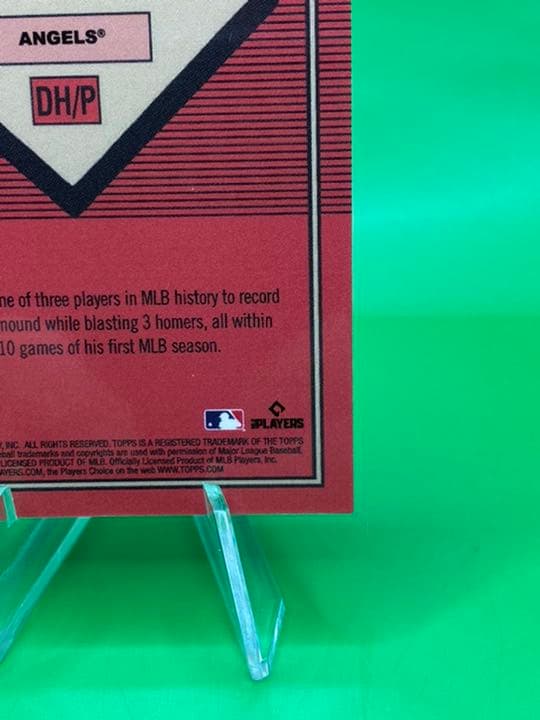 ANGELS®
DH/P
ne of three players in MLB history to record
ound while blasting 3 homers, all within
10 games of his first MLB season.
PLAYERS
, INC. ALL RIGHTS RESERVED. TOPPS IS A REGISTERED TRADEMARK OF THE TOPPS
ball trademarks and copyrights are used with permission of Major League Baseball.
LICENSED PRODUCT OF MLB. Officially Licensed Product of MLB Players, Inc.
AYERS.COM, the Players Choice on the web WWW.TOPPS.COM